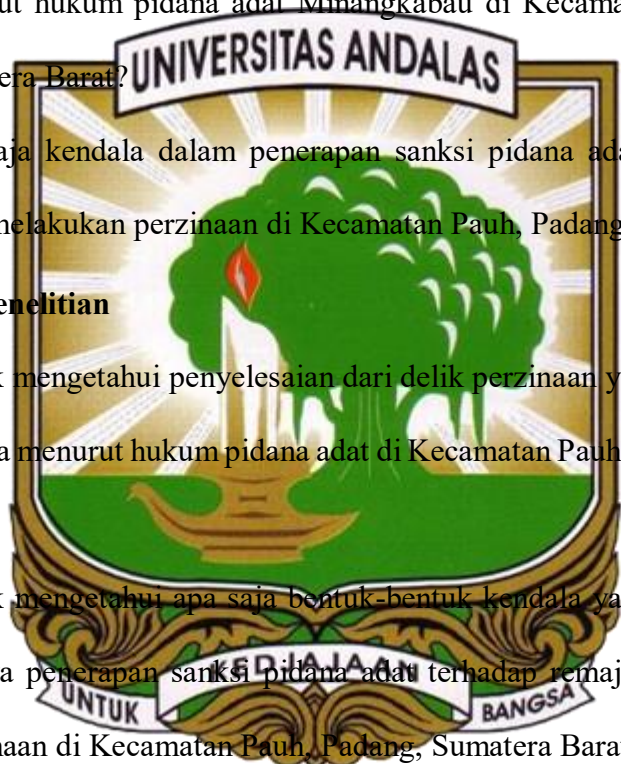 ut hukum pidana adat Minangkabau di Kecama
UNIVERSITAS ANDALAS
era Barat?
aja kendala dalam penerapan sanksi pidana ada
melakukan perzinaan di Kecamatan Pauh, Padang
enelitian
k mengetahui penyelesaian dari delik perzinaan y
a menurut hukum pidana adat di Kecamatan Pauh
k mengetahui apa saja bentuk-bentuk kendala ya
a penerapan sanksi pidana adat terhadap remaj
KEDJAJAAN
UNTUK
BANGSA
naan di Kecamatan Pauh, Padang, Sumatera Barat